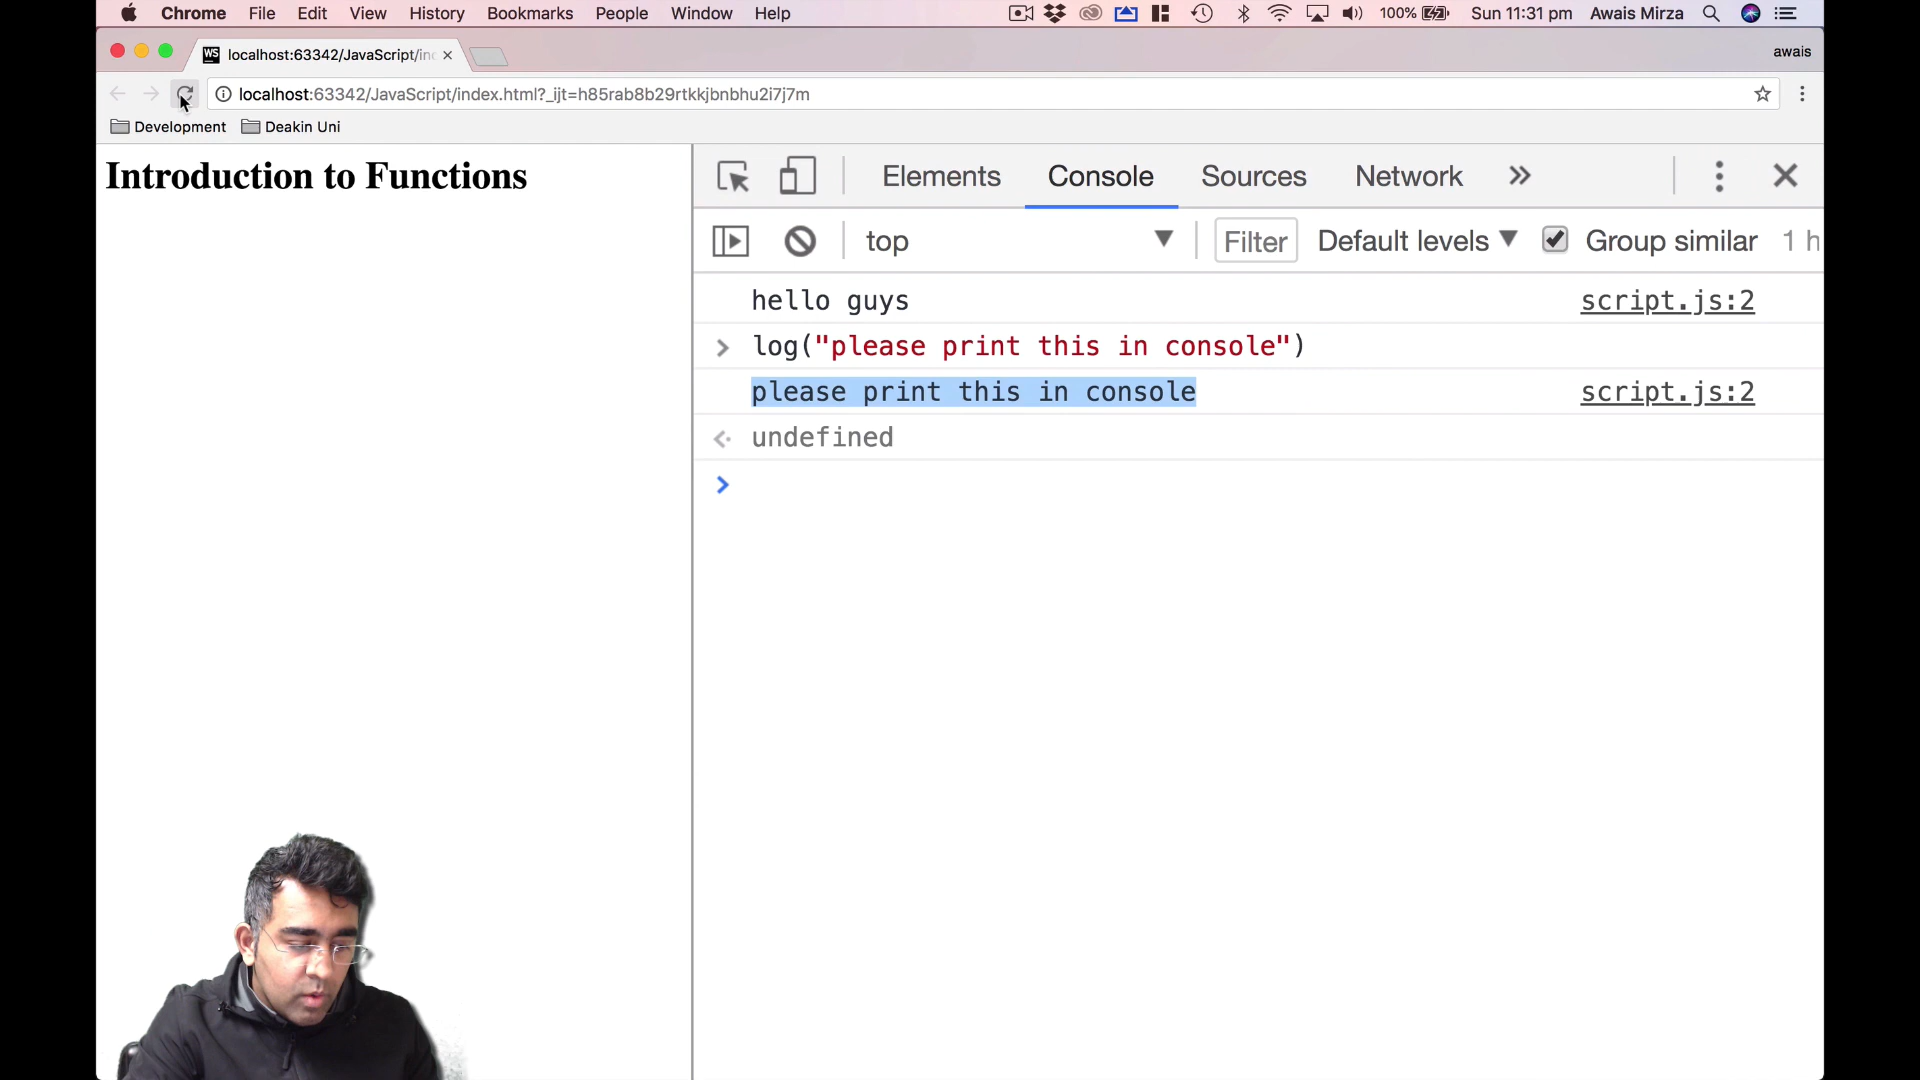 Chrome File Edit View History Bookmarks People Window Help 100% Sun 11:31 pm Awais Mirza
WS localhost:63342/JavaScript/in awais
localhost:63342/JavaScript/index.html?_ijt=h85rab8b29rtkkjbnbhu2i7j7m
Development Deakin Uni
Introduction to Functions
Elements Console Sources Network
top Filter Default levels Group similar 1 h
hello guys script.js:2
log("please print this in console")
please print this in console script.js:2
undefined